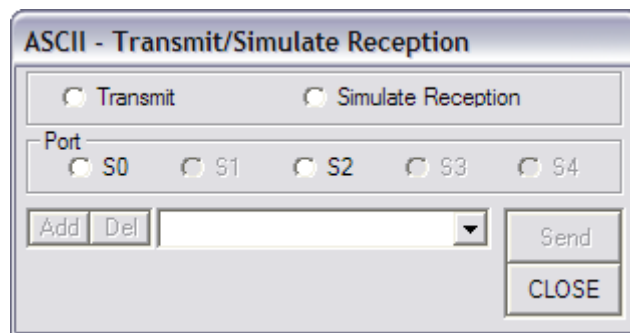 ASCII - Transmit/Simulate Reception
Transmit Simulate Reception
Port
S0 S1 S2 S3 S4
Add Del Send
CLOSE